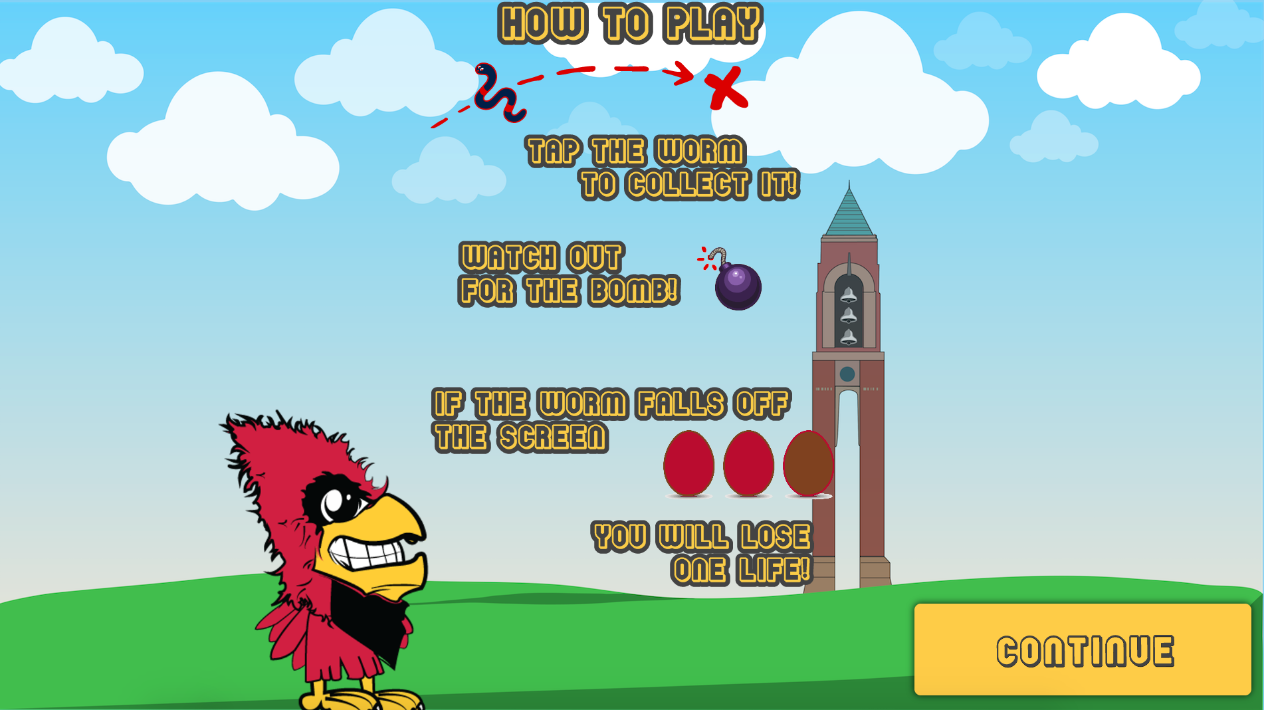 HOW TO PLAY
TAP THE WORM
TO COLLECT IT!
WATCH OUT
FOR THE BOMB!
IF THE WORM FALLS OFF
THE SCREEN
YOU WILL LOSE
ONE LIFE!
CONTINUE